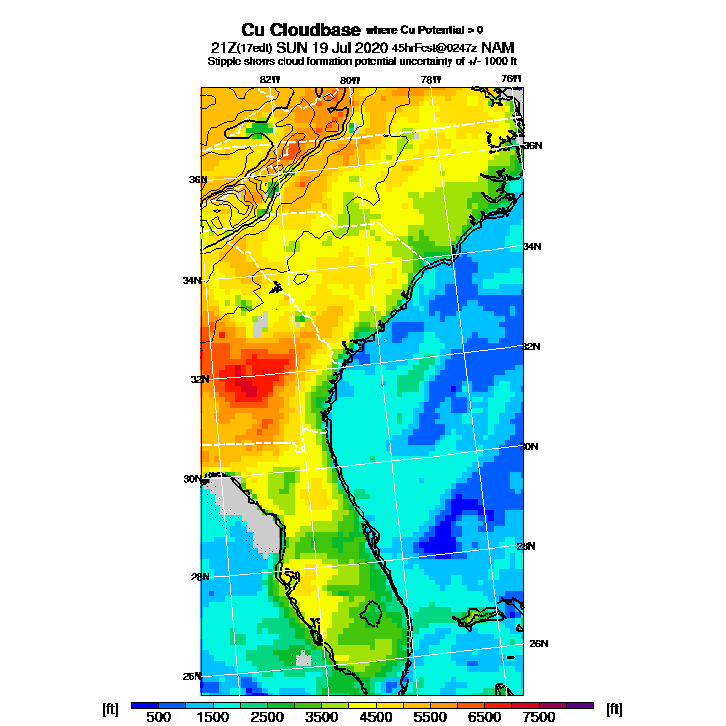 Cu Cloudbase where Cu Potential > 0
21Z(17edt) SUN 19 Jul 2020 45hrFcst@0247z NAM
Stipple shows cloud formation potential uncertainty of +/- 1000 ft
82W 80W 78W 76W
36N
36N
34N
34N
32N
32N
30N
30N
28N
28N
26N
26N
[ft] 500 1500 2500 3500 4500 5500 6500 7500 [ft]